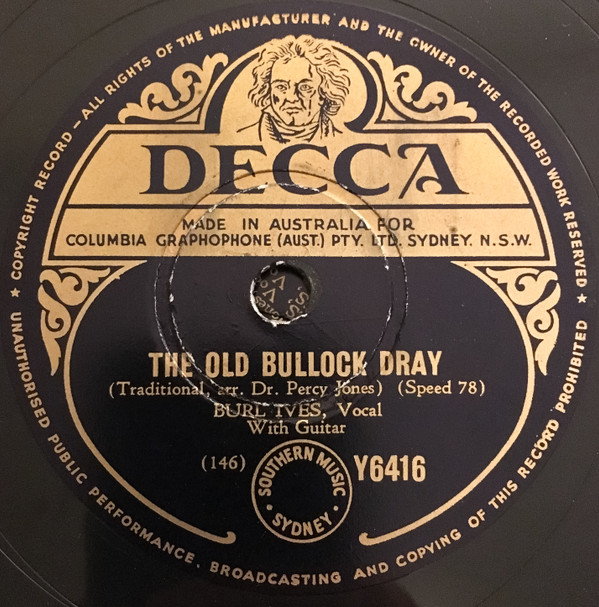 ★ COPYRIGHT RECORD — ALL RIGHTS OF THE MANUFACTURER AND THE OWNER OF THE RECORDED WORK RESERVED ★
DECCA
MADE IN AUSTRALIA FOR
COLUMBIA GRAPHOPHONE (AUST.) PTY. LTD. SYDNEY. N.S.W.
THE OLD BULLOCK DRAY
(Traditional, arr. Dr. Percy Jones) (Speed 78)
BURL IVES, Vocal
With Guitar
(146)
SOUTHERN MUSIC
• SYDNEY •
Y6416
UNAUTHORISED PUBLIC PERFORMANCE, BROADCASTING AND COPYING OF THIS RECORD PROHIBITED